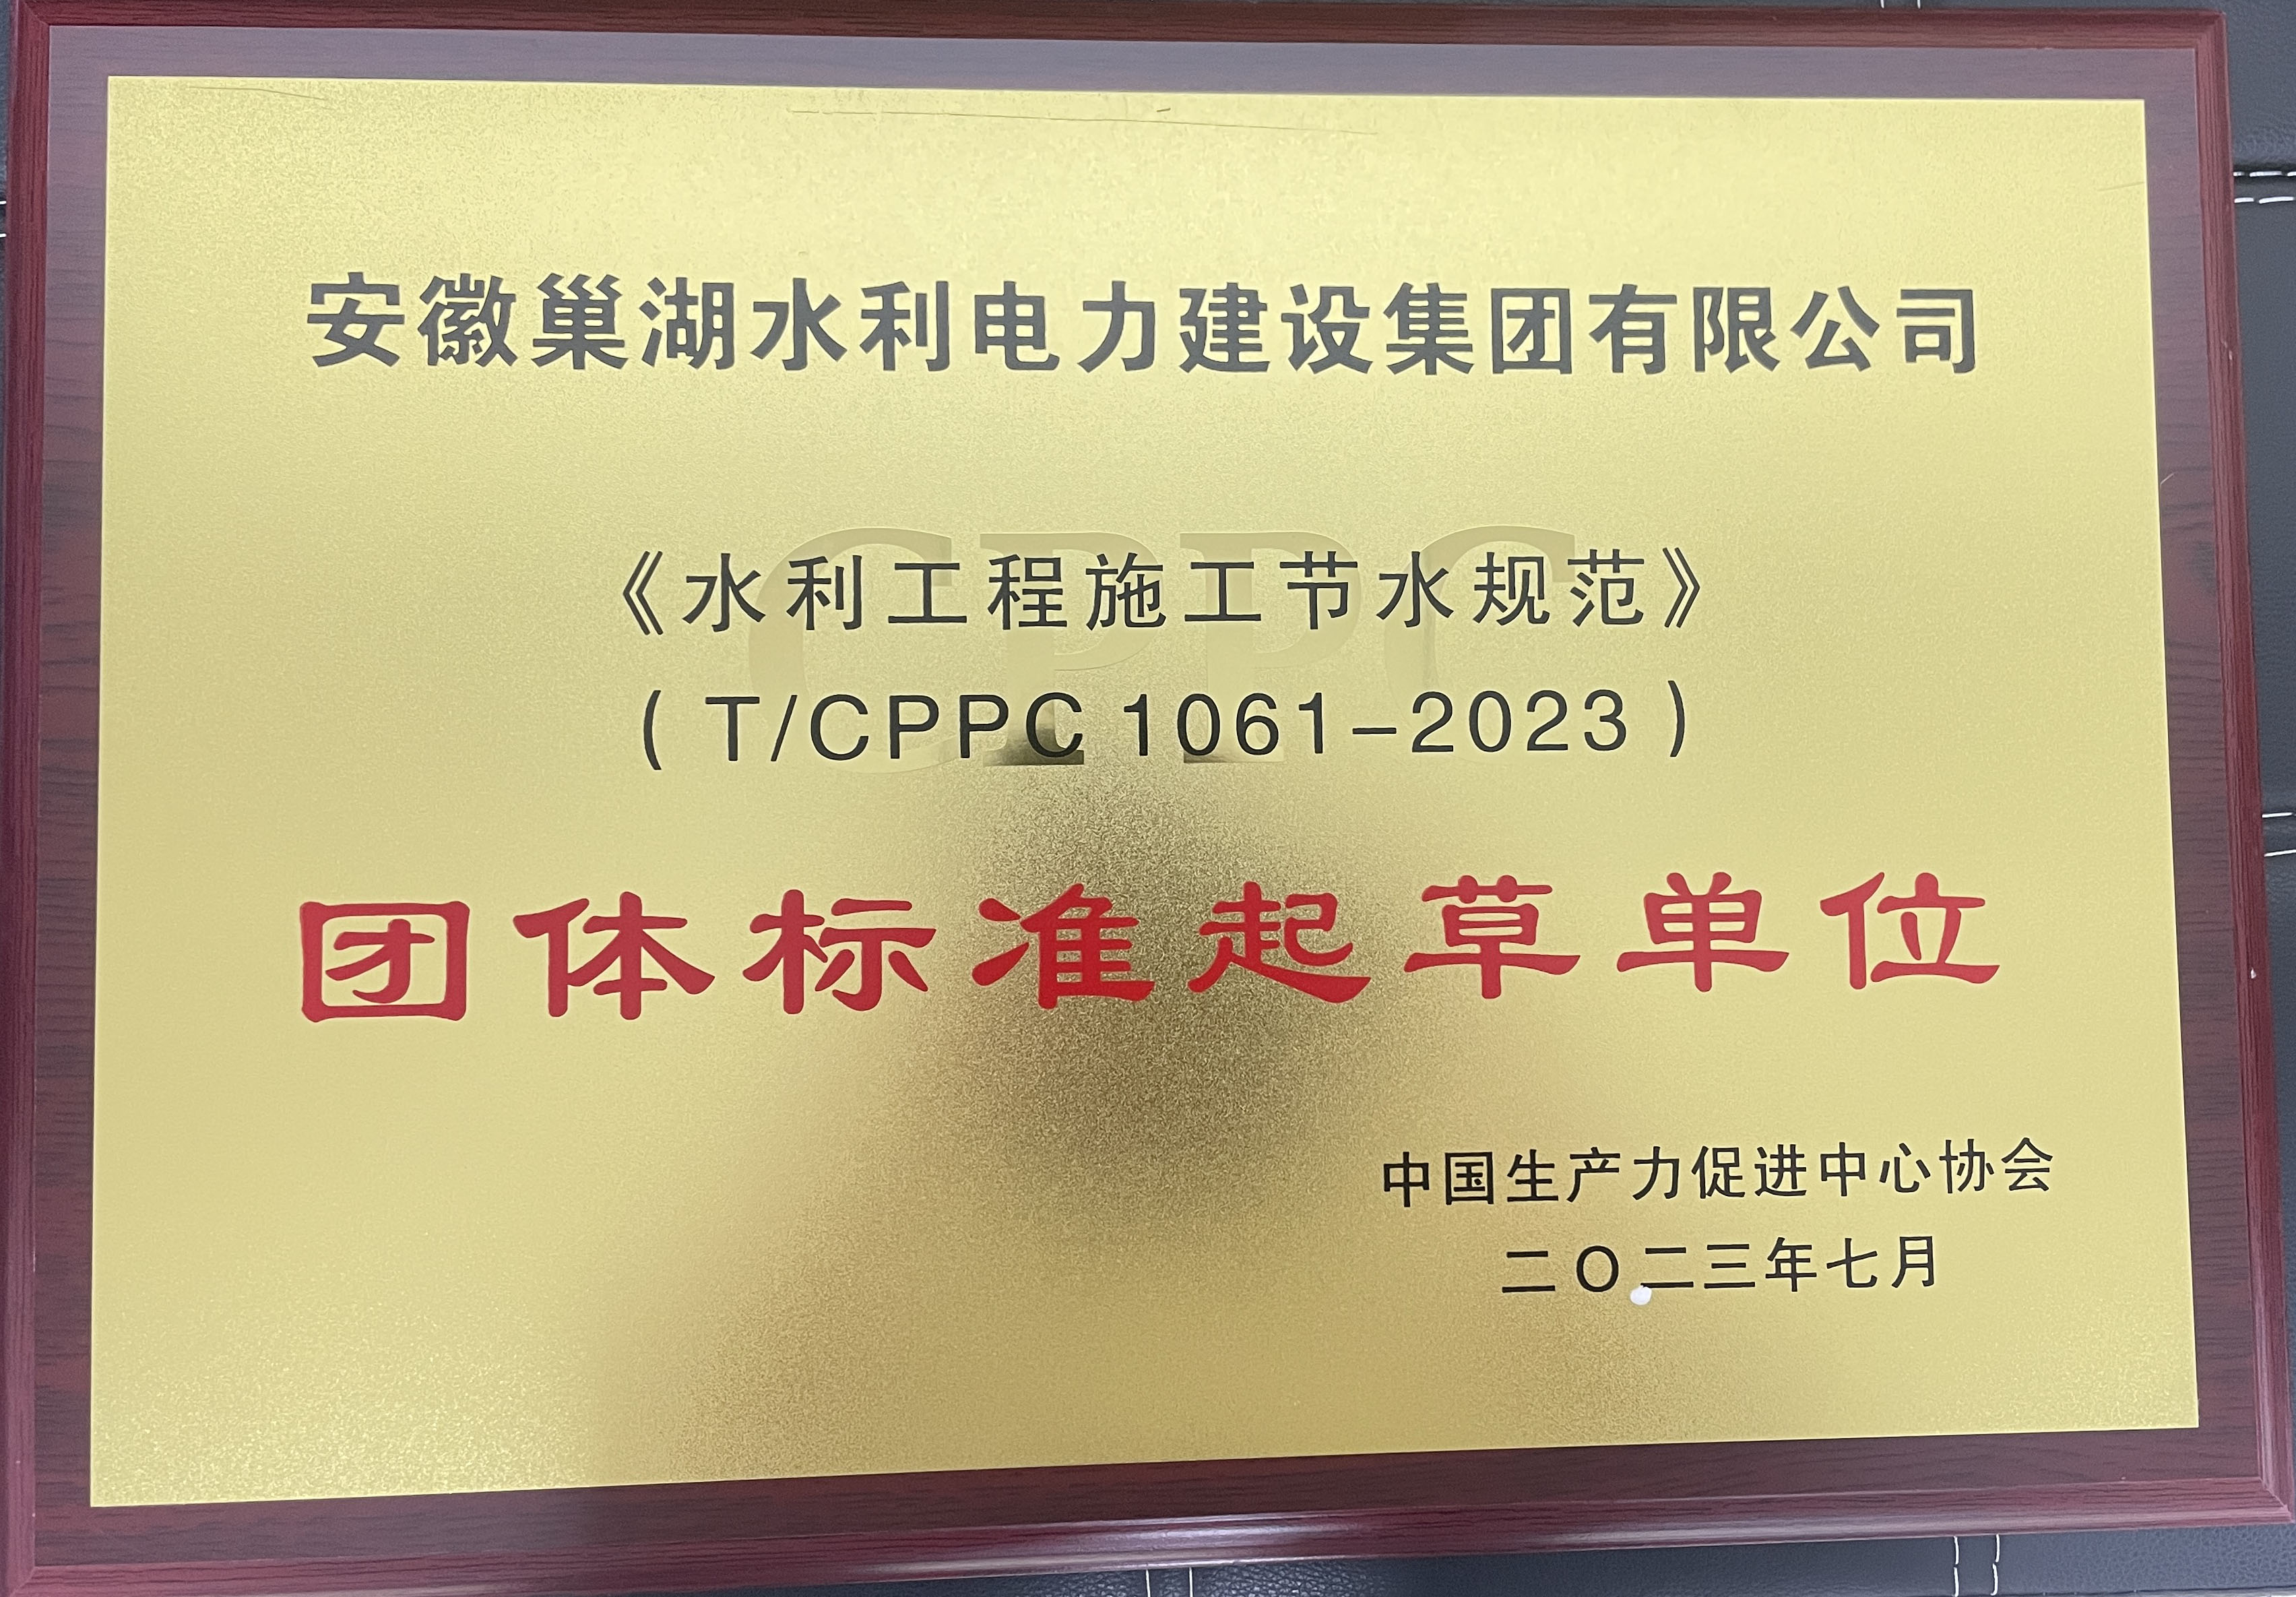 安徽巢湖水利电力建设集团有限公司
CPPC
《水利工程施工节水规范》
（T/CPPC 1061-2023）
团体标准起草单位
中国生产力促进中心协会
二〇二三年七月